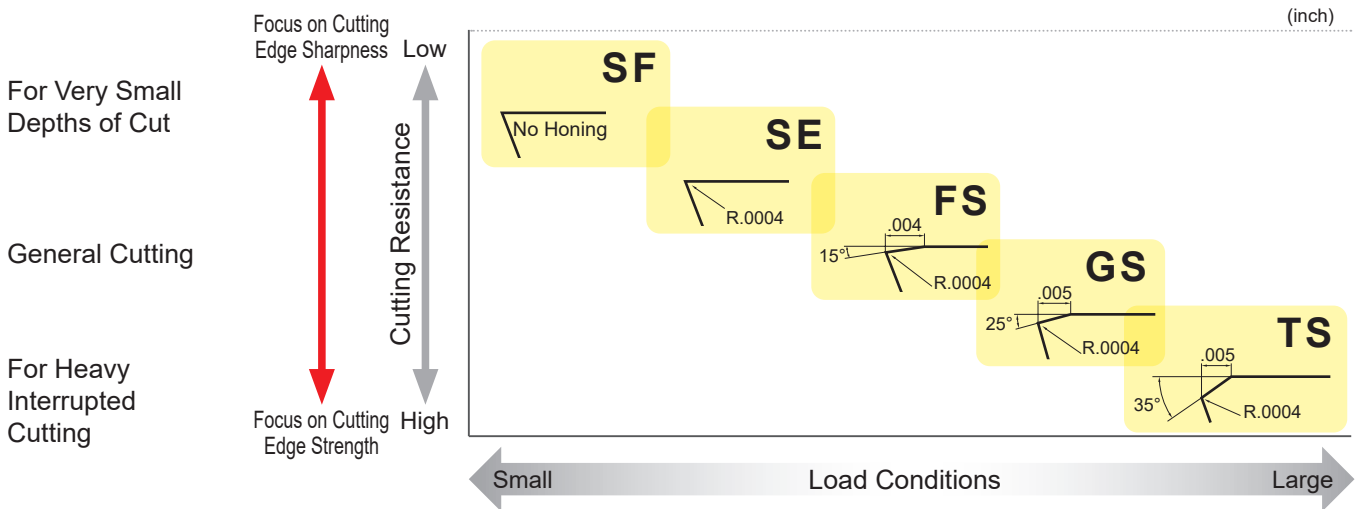 (inch)
Focus on Cutting
Edge Sharpness
Low
For Very Small
Depths of Cut
General Cutting
For Heavy
Interrupted
Cutting
Cutting Resistance
Focus on Cutting
Edge Strength
High
SF
No Honing
SE
R.0004
FS
.004
15°
R.0004
GS
.005
25°
R.0004
TS
.005
35°
R.0004
Small
Load Conditions
Large